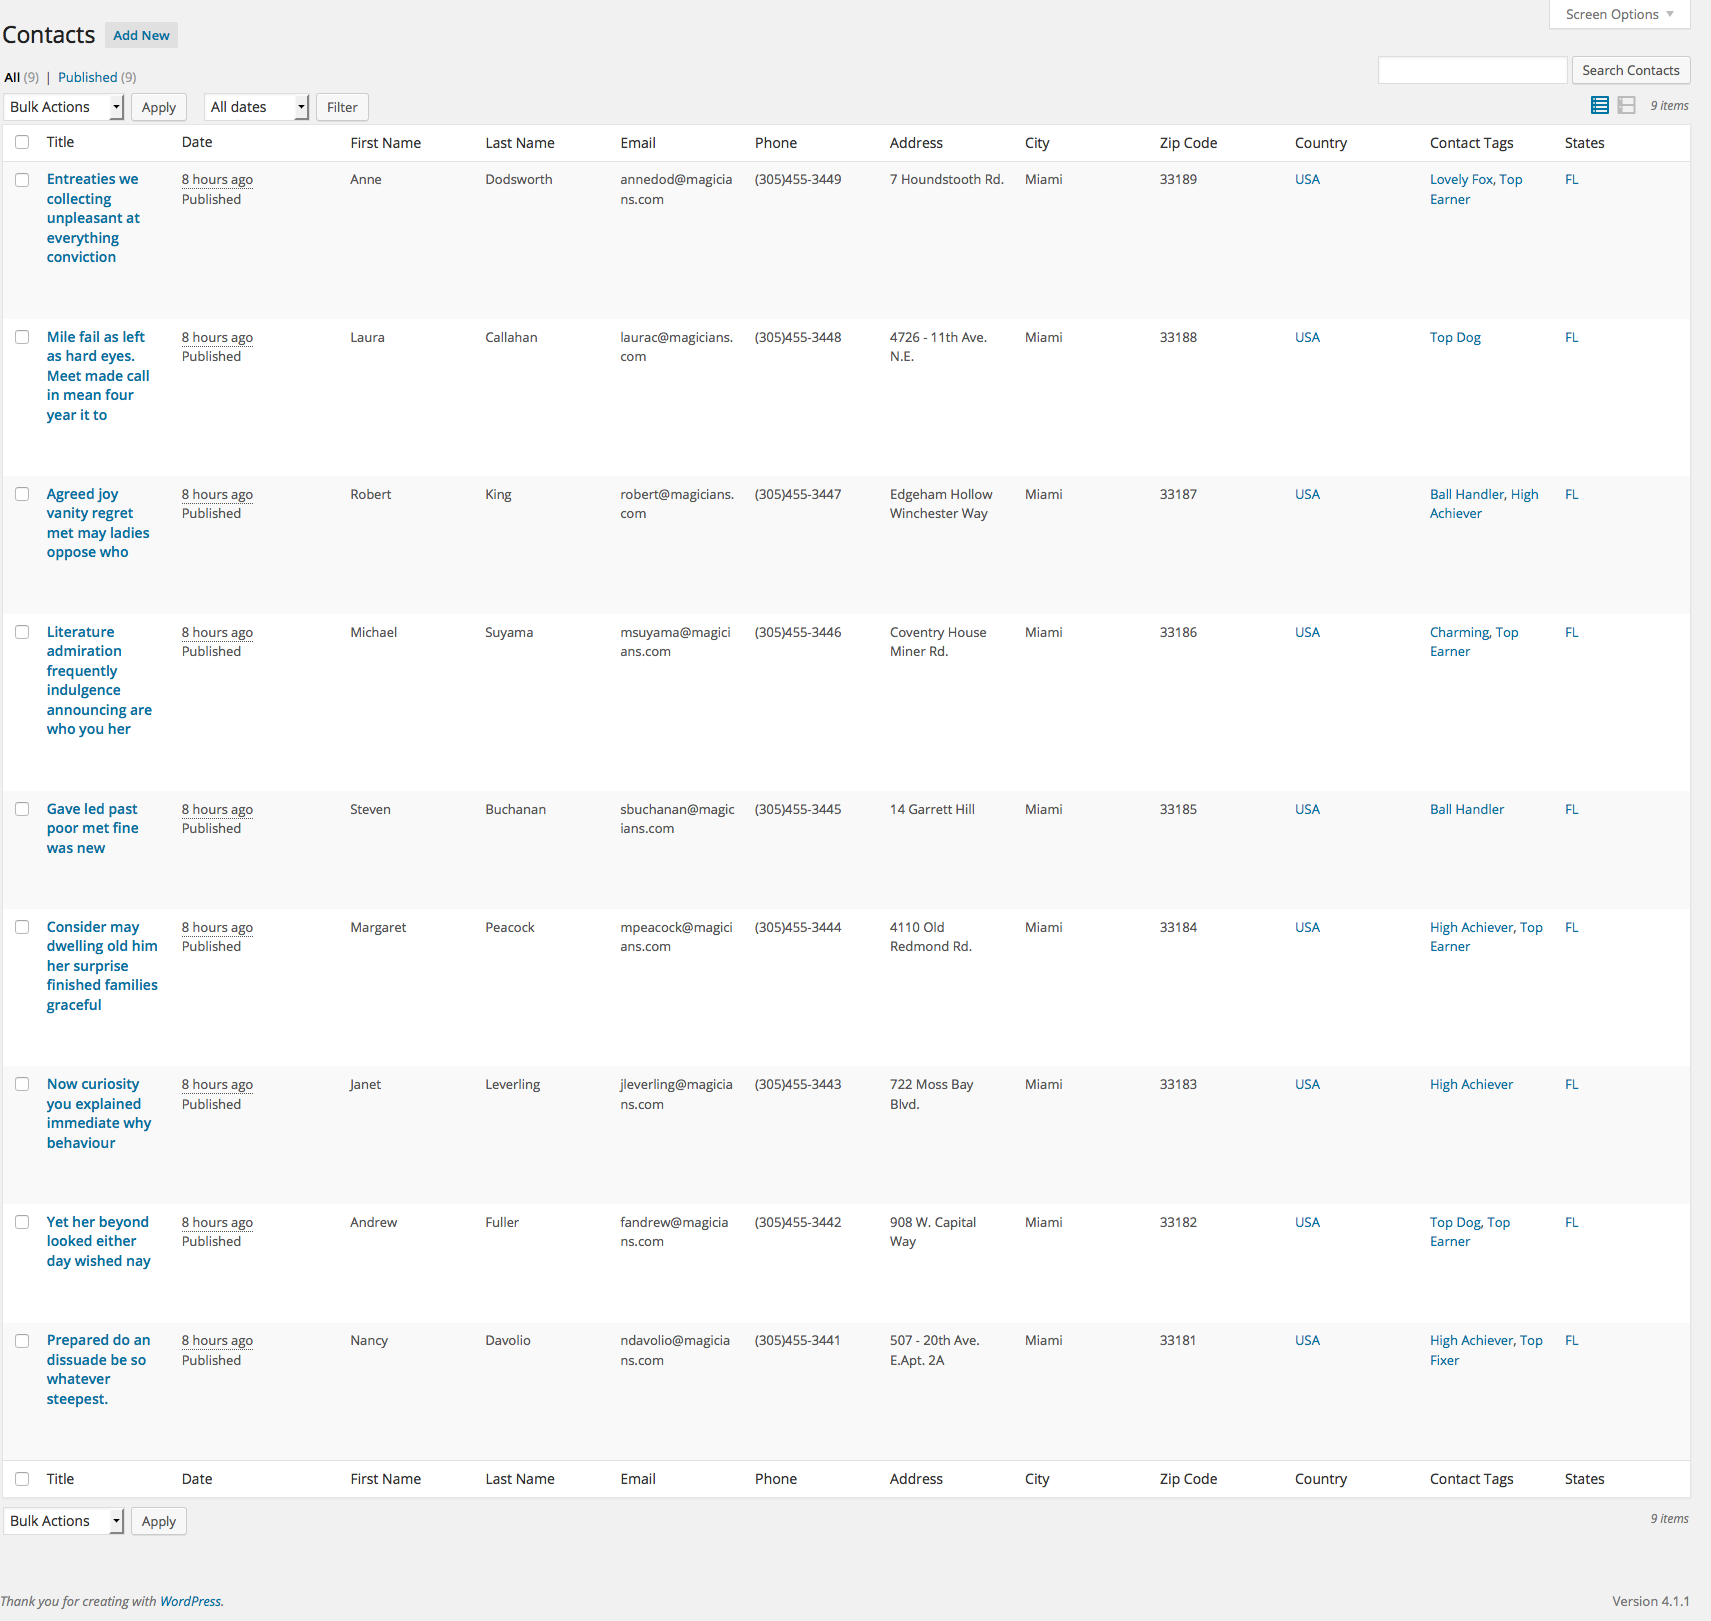 Screen Options
Contacts Add New
All (9) | Published (9)
Search Contacts
Bulk Actions Apply All dates Filter 9 items
Title Date First Name Last Name Email Phone Address City Zip Code Country Contact Tags States
Entreaties we 8 hours ago Anne Dodsworth annedod@magicia (305)455-3449 7 Houndstooth Rd. Miami 33189 USA Lovely Fox, Top FL
collecting Published ns.com Earner
unpleasant at
everything
conviction
Mile fail as left 8 hours ago Laura Callahan laurac@magicians. (305)455-3448 4726 - 11th Ave. Miami 33188 USA Top Dog FL
as hard eyes. Published com N.E.
Meet made call
in mean four
year it to
Agreed joy 8 hours ago Robert King robert@magicians. (305)455-3447 Edgeham Hollow Miami 33187 USA Ball Handler, High FL
vanity regret Published com Winchester Way Achiever
met may ladies
oppose who
Literature 8 hours ago Michael Suyama msuyama@magici (305)455-3446 Coventry House Miami 33186 USA Charming, Top FL
admiration Published ans.com Miner Rd. Earner
frequently
indulgence
announcing are
who you her
Gave led past 8 hours ago Steven Buchanan sbuchanan@magic (305)455-3445 14 Garrett Hill Miami 33185 USA Ball Handler FL
poor met fine Published ians.com
was new
Consider may 8 hours ago Margaret Peacock mpeacock@magici (305)455-3444 4110 Old Miami 33184 USA High Achiever, Top FL
dwelling old him Published ans.com Redmond Rd. Earner
her surprise
finished families
graceful
Now curiosity 8 hours ago Janet Leverling jleverling@magicia (305)455-3443 722 Moss Bay Miami 33183 USA High Achiever FL
you explained Published ns.com Blvd.
immediate why
behaviour
Yet her beyond 8 hours ago Andrew Fuller fandrew@magicia (305)455-3442 908 W. Capital Miami 33182 USA Top Dog, Top FL
looked either Published ns.com Way Earner
day wished nay
Prepared do an 8 hours ago Nancy Davolio ndavolio@magicia (305)455-3441 507 - 20th Ave. Miami 33181 USA High Achiever, Top FL
dissuade be so Published ns.com E.Apt. 2A Fixer
whatever
steepest.
Title Date First Name Last Name Email Phone Address City Zip Code Country Contact Tags States
Bulk Actions Apply 9 items
Thank you for creating with WordPress. Version 4.1.1